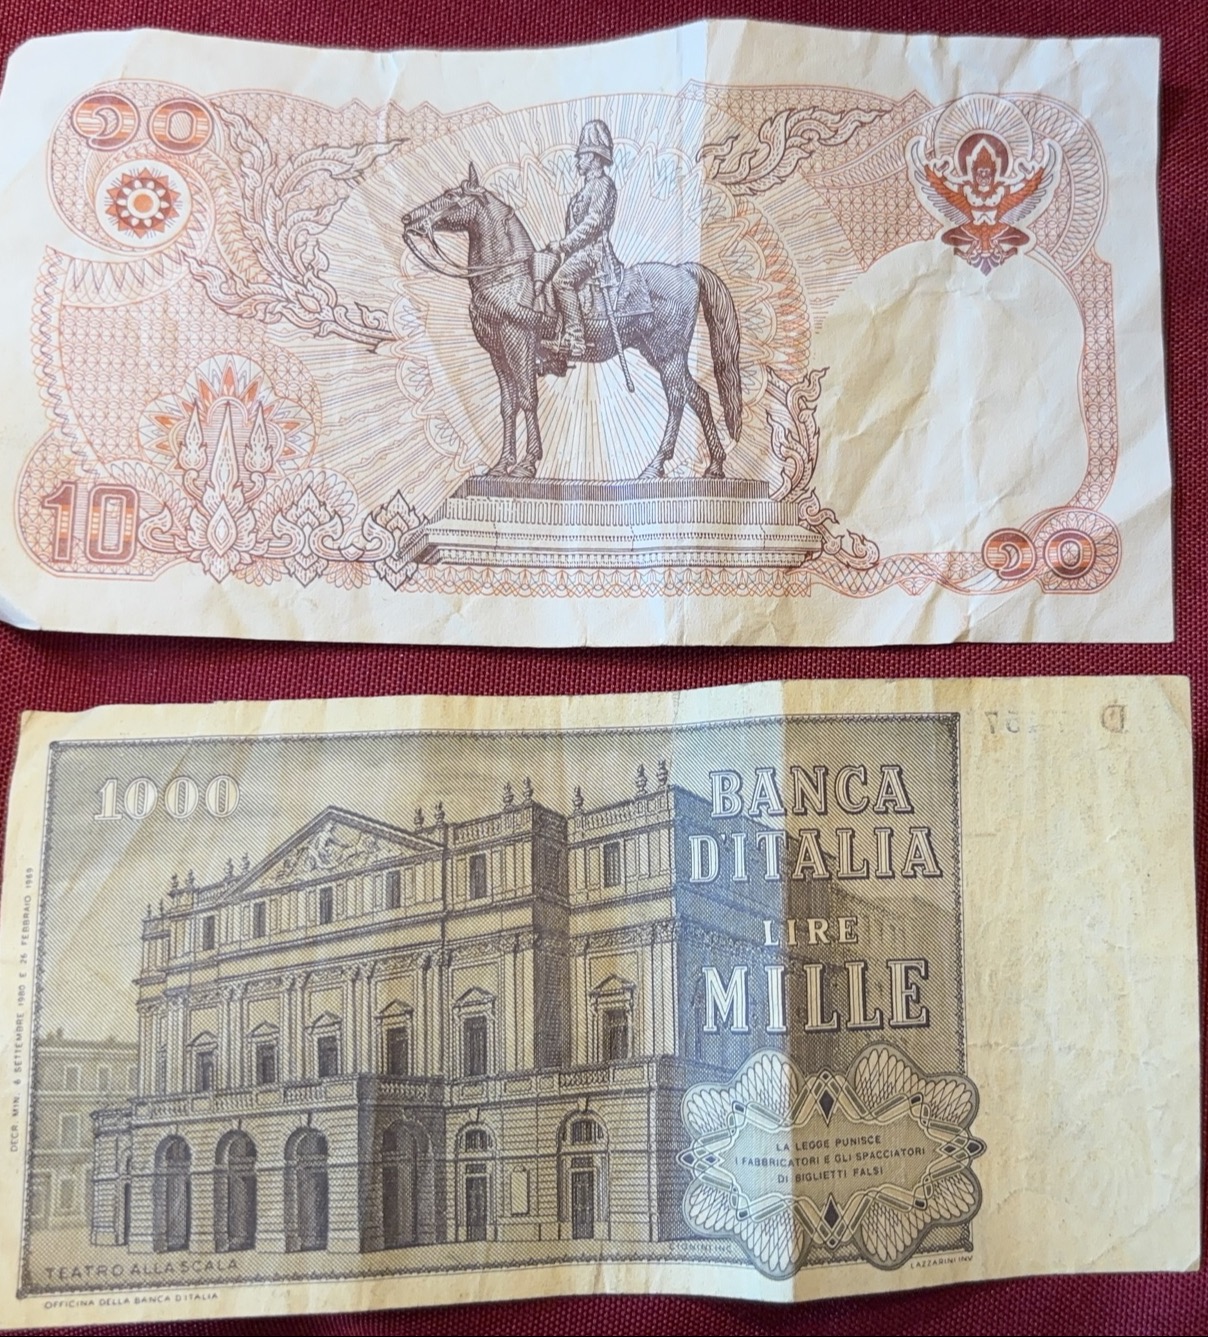 ๑๐
10
๑๐
D
1000
BANCA
D'ITALIA
LIRE
MILLE
DECR. MIN. 6 SETTEMBRE 1980 E 26 FEBBRAIO 1969
LA LEGGE PUNISCE
I FABBRICATORI E GLI SPACCIATORI
DI BIGLIETTI FALSI
TEATRO ALLA SCALA
LAZZARINI INV.
OFFICINA DELLA BANCA D'ITALIA